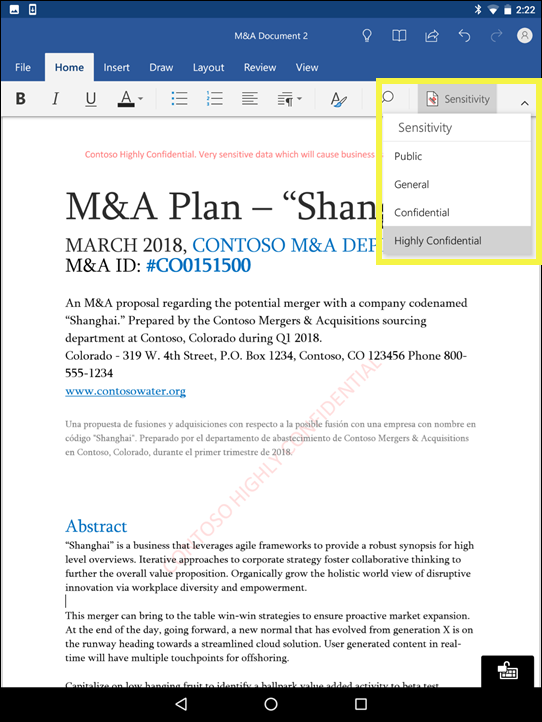 2:22
M&A Document 2
File Home Insert Draw Layout Review View
B I U A Sensitivity
Sensitivity
Public
General
Confidential
Highly Confidential
Contoso Highly Confidential. Very sensitive data which will cause business
M&A Plan – “Shang
MARCH 2018, CONTOSO M&A DEP
M&A ID: #CO0151500
An M&A proposal regarding the potential merger with a company codenamed
“Shanghai.” Prepared by the Contoso Mergers & Acquisitions sourcing
department at Contoso, Colorado during Q1 2018.
Colorado - 319 W. 4th Street, P.O. Box 1234, Contoso, CO 123456 Phone 800-
555-1234
www.contosowater.org
Una propuesta de fusiones y adquisiciones con respecto a la posible fusión con una empresa con nombre en
código "Shanghai". Preparado por el departamento de abastecimiento de Contoso Mergers & Acquisitions
en Contoso, Colorado, durante el primer trimestre de 2018.
CONTOSO HIGHLY CONFIDENTIAL
Abstract
“Shanghai” is a business that leverages agile frameworks to provide a robust synopsis for high
level overviews. Iterative approaches to corporate strategy foster collaborative thinking to
further the overall value proposition. Organically grow the holistic world view of disruptive
innovation via workplace diversity and empowerment.
This merger can bring to the table win-win strategies to ensure proactive market expansion.
At the end of the day, going forward, a new normal that has evolved from generation X is on
the runway heading towards a streamlined cloud solution. User generated content in real-
time will have multiple touchpoints for offshoring.
Capitalize on low hanging fruit to identify a ballpark value added activity to beta test